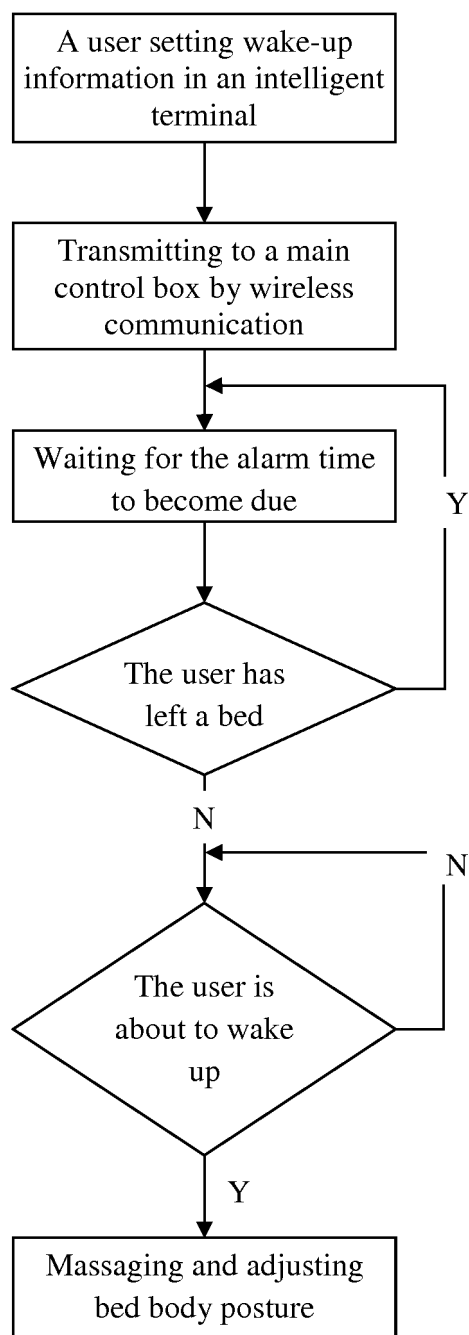 A user setting wake-up
information in an intelligent
terminal
Transmitting to a main
control box by wireless
communication
Waiting for the alarm time
to become due
Y
The user has
left a bed
N
N
The user is
about to wake
up
Y
Massaging and adjusting
bed body posture